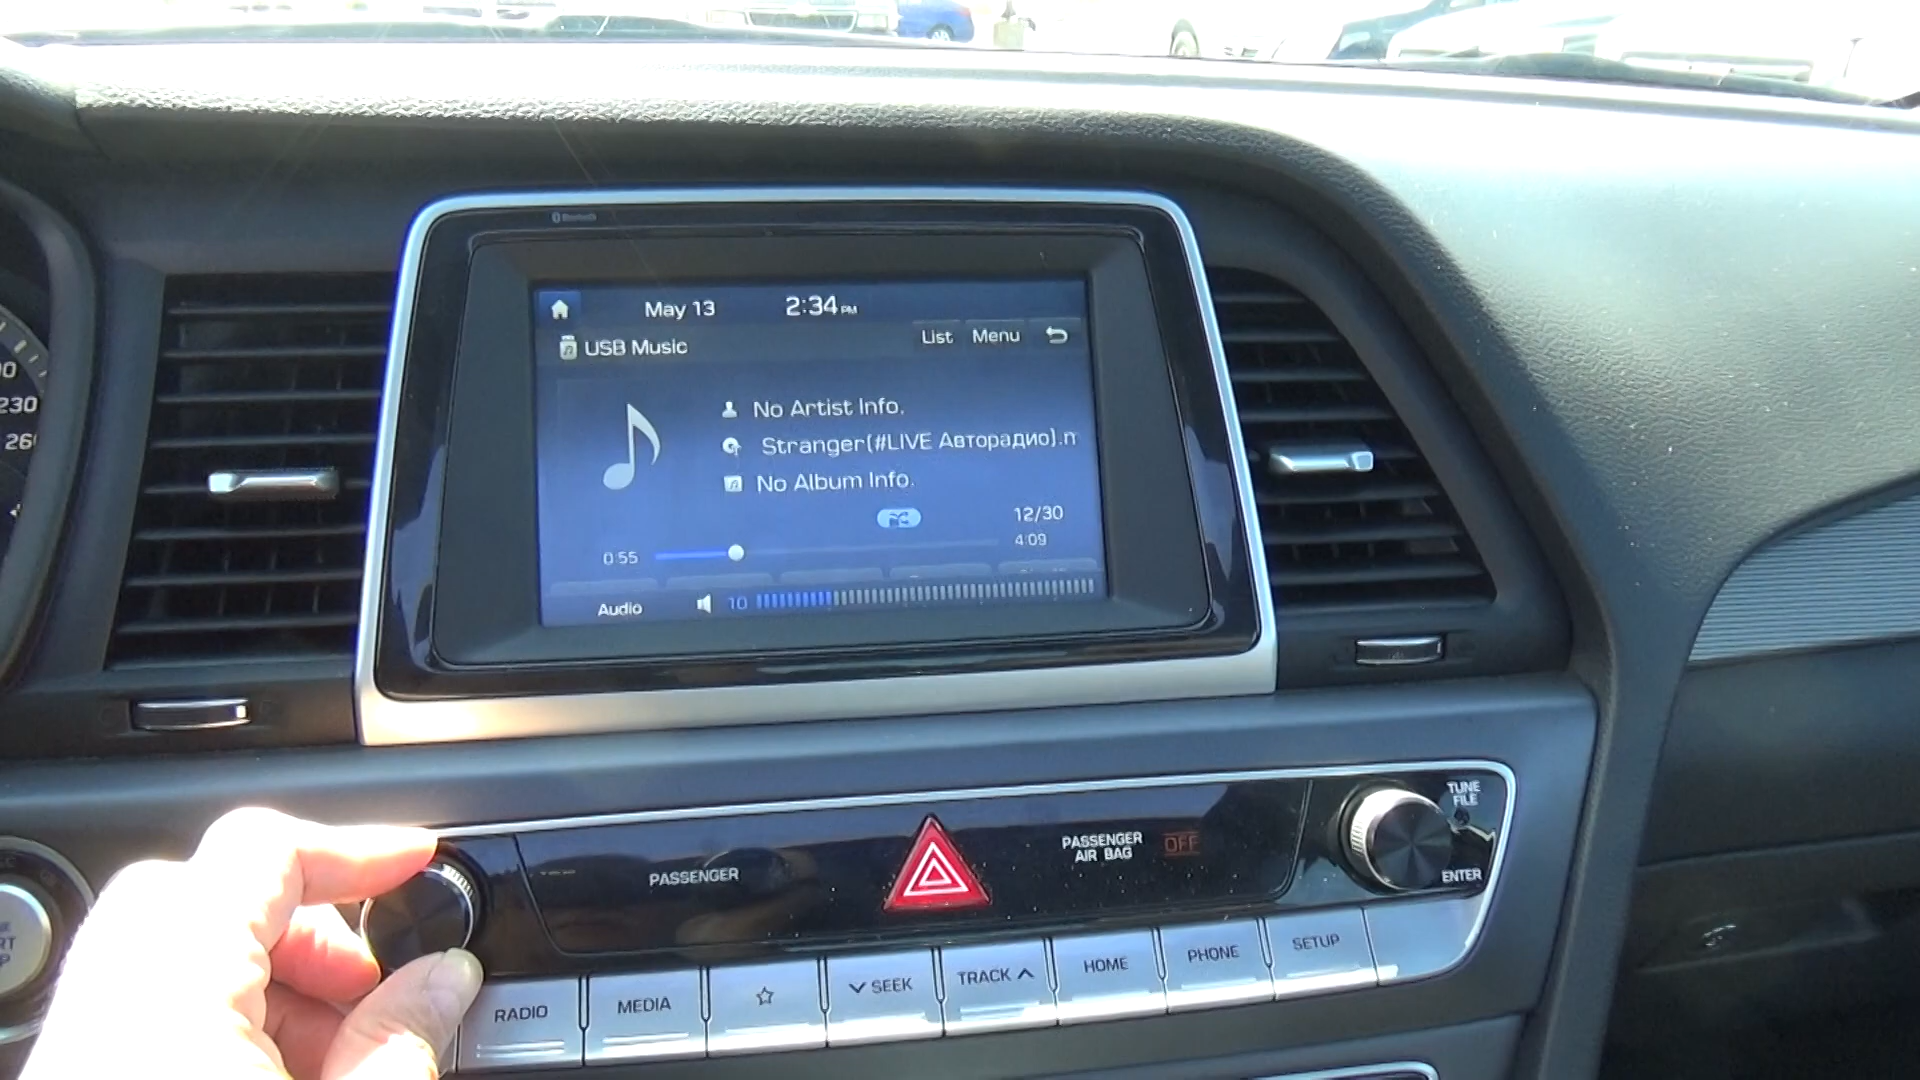 Bluetooth
May 13
2:34 PM
USB Music
List
Menu
No Artist Info.
Stranger(#LIVE Авторадио).m
No Album Info.
12/30
0:55
4:09
Audio
10
230
260
TUNE
FILE
PASSENGER
PASSENGER
AIR BAG
OFF
ENTER
RADIO
MEDIA
SEEK
TRACK
HOME
PHONE
SETUP